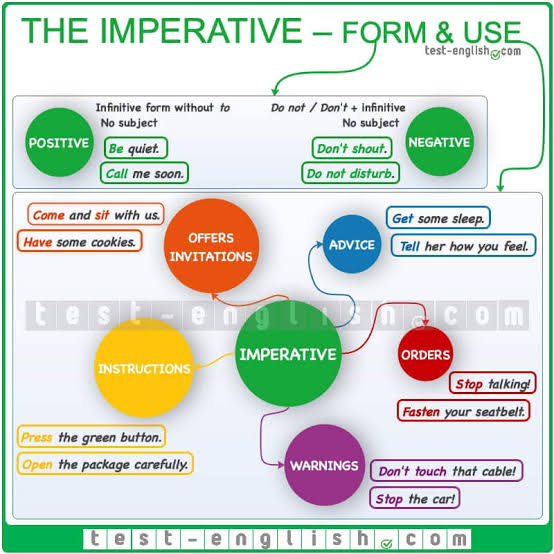 THE IMPERATIVE – FORM & USE
test-english.com
POSITIVE
Infinitive form without to
No subject
Be quiet.
Call me soon.
Do not / Don't + infinitive
No subject
NEGATIVE
Don't shout.
Do not disturb.
Come and sit with us.
Have some cookies.
OFFERS
INVITATIONS
ADVICE
Get some sleep.
Tell her how you feel.
test-english.com
INSTRUCTIONS
IMPERATIVE
ORDERS
Stop talking!
Fasten your seatbelt.
Press the green button.
Open the package carefully.
WARNINGS
Don't touch that cable!
Stop the car!
test-english.com